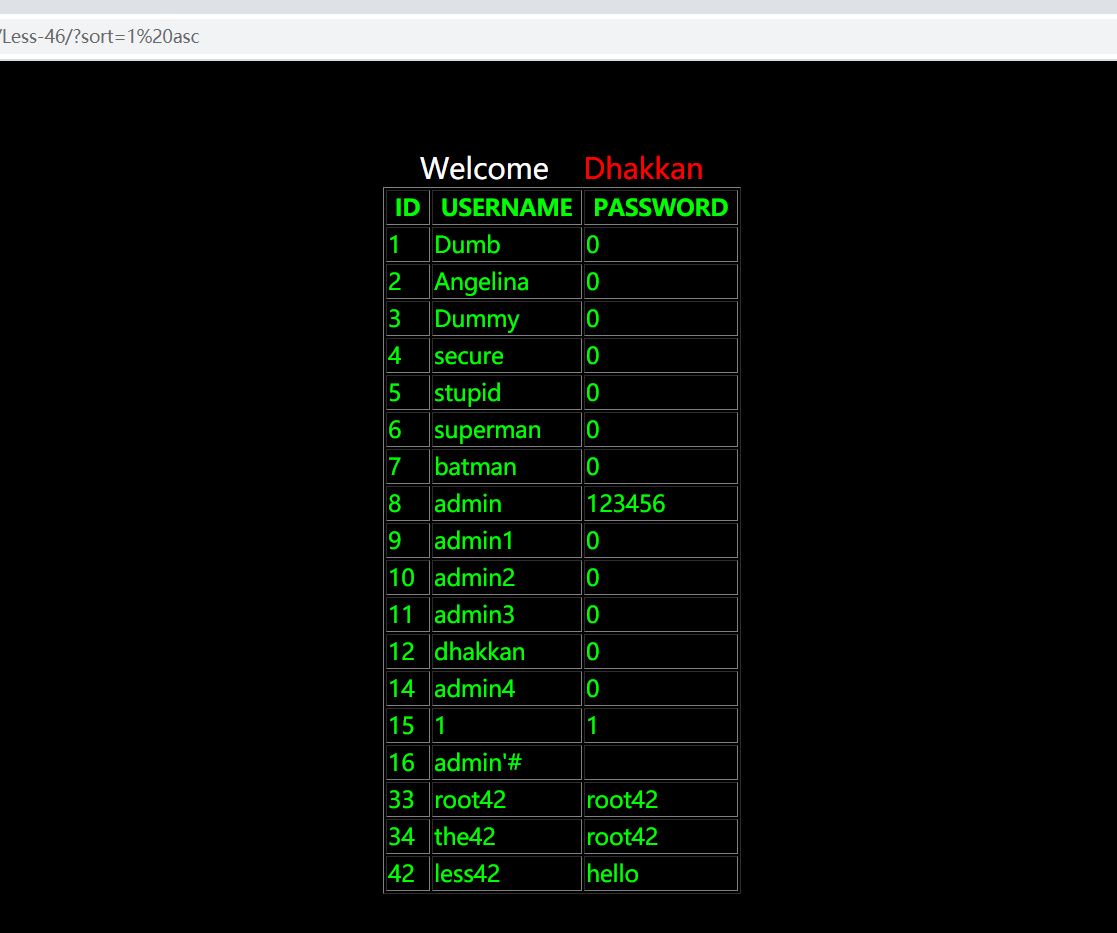 /Less-46/?sort=1%20asc
Welcome Dhakkan
ID USERNAME PASSWORD
1 Dumb 0
2 Angelina 0
3 Dummy 0
4 secure 0
5 stupid 0
6 superman 0
7 batman 0
8 admin 123456
9 admin1 0
10 admin2 0
11 admin3 0
12 dhakkan 0
14 admin4 0
15 1 1
16 admin'#
33 root42 root42
34 the42 root42
42 less42 hello